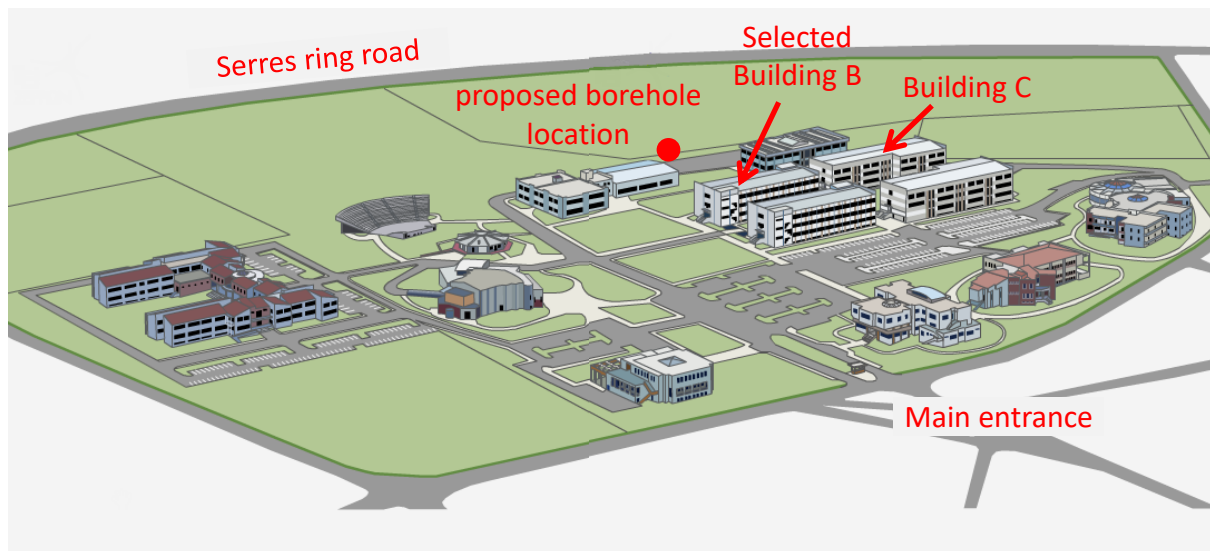 Serres ring road
Selected
Building B
Building C
proposed borehole
location
Main entrance